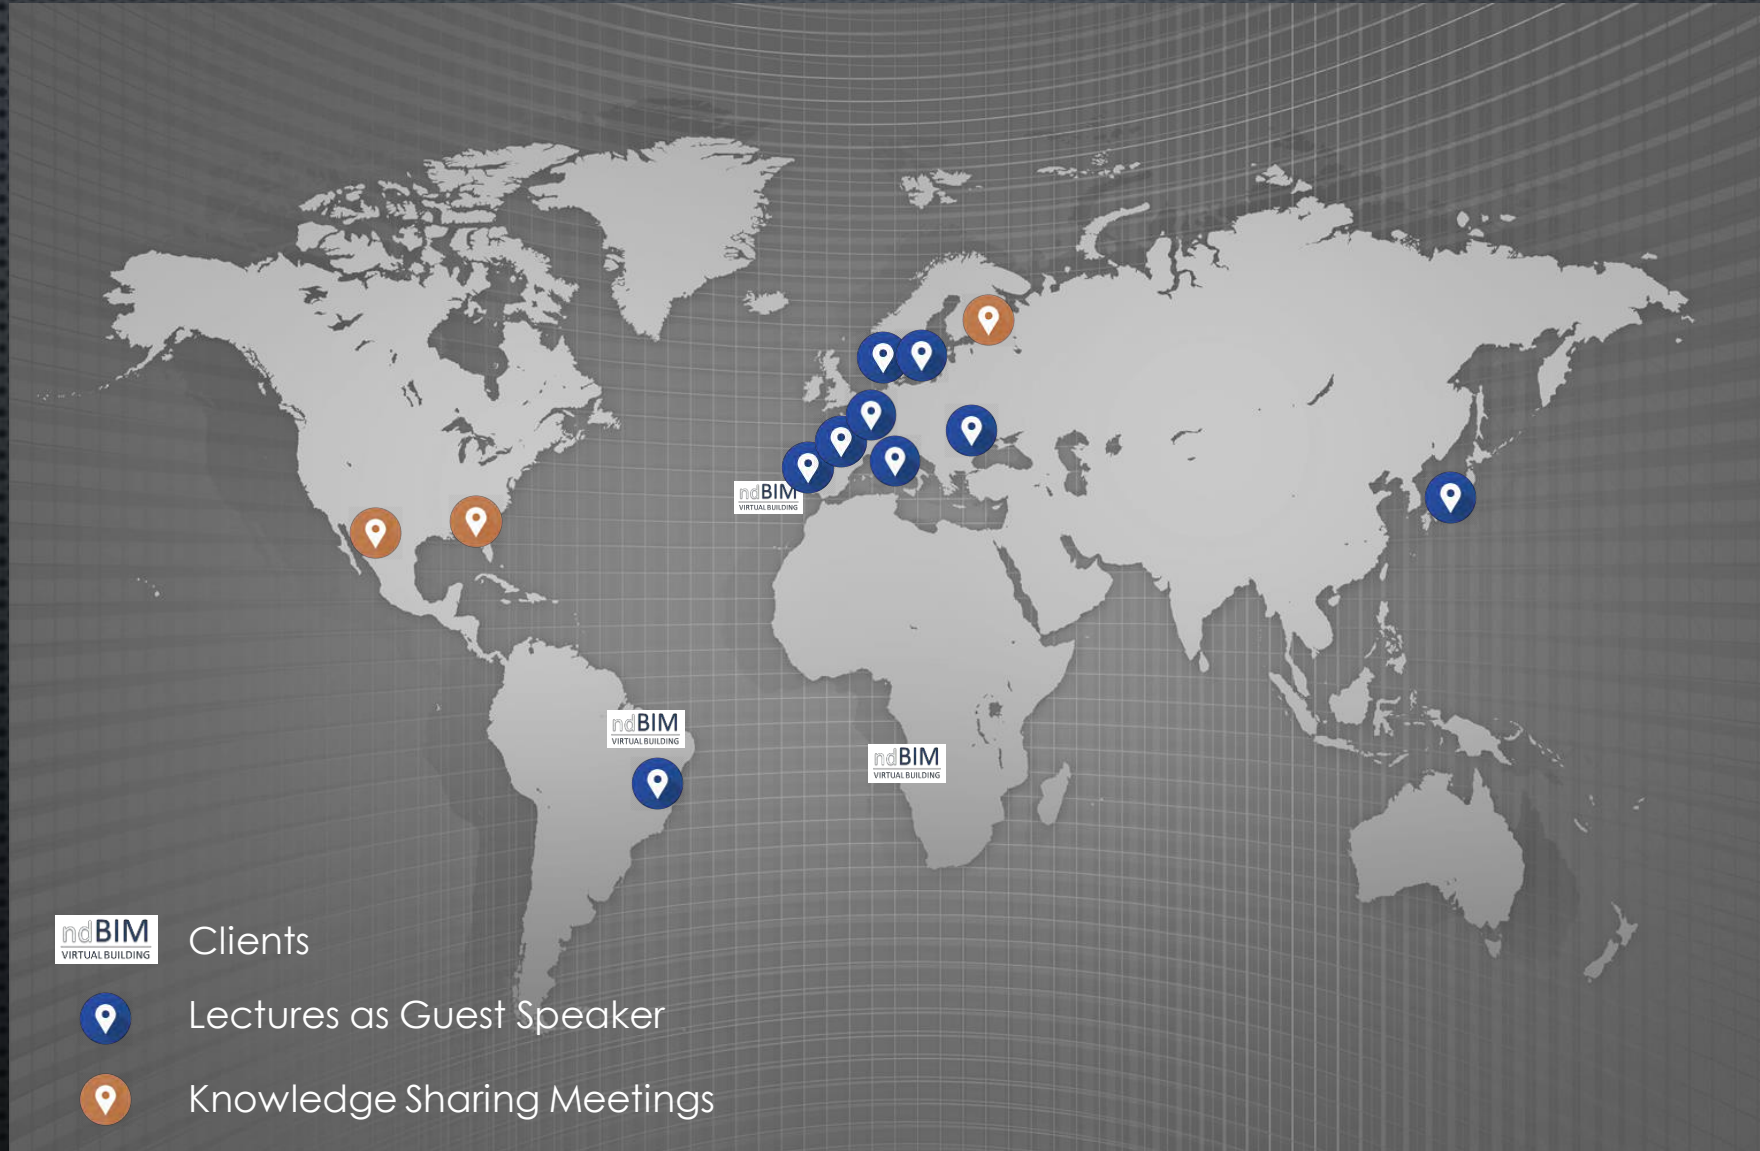 ndBIM
VIRTUAL BUILDING
ndBIM
VIRTUAL BUILDING
ndBIM
VIRTUAL BUILDING
ndBIM
VIRTUAL BUILDING
Clients
Lectures as Guest Speaker
Knowledge Sharing Meetings